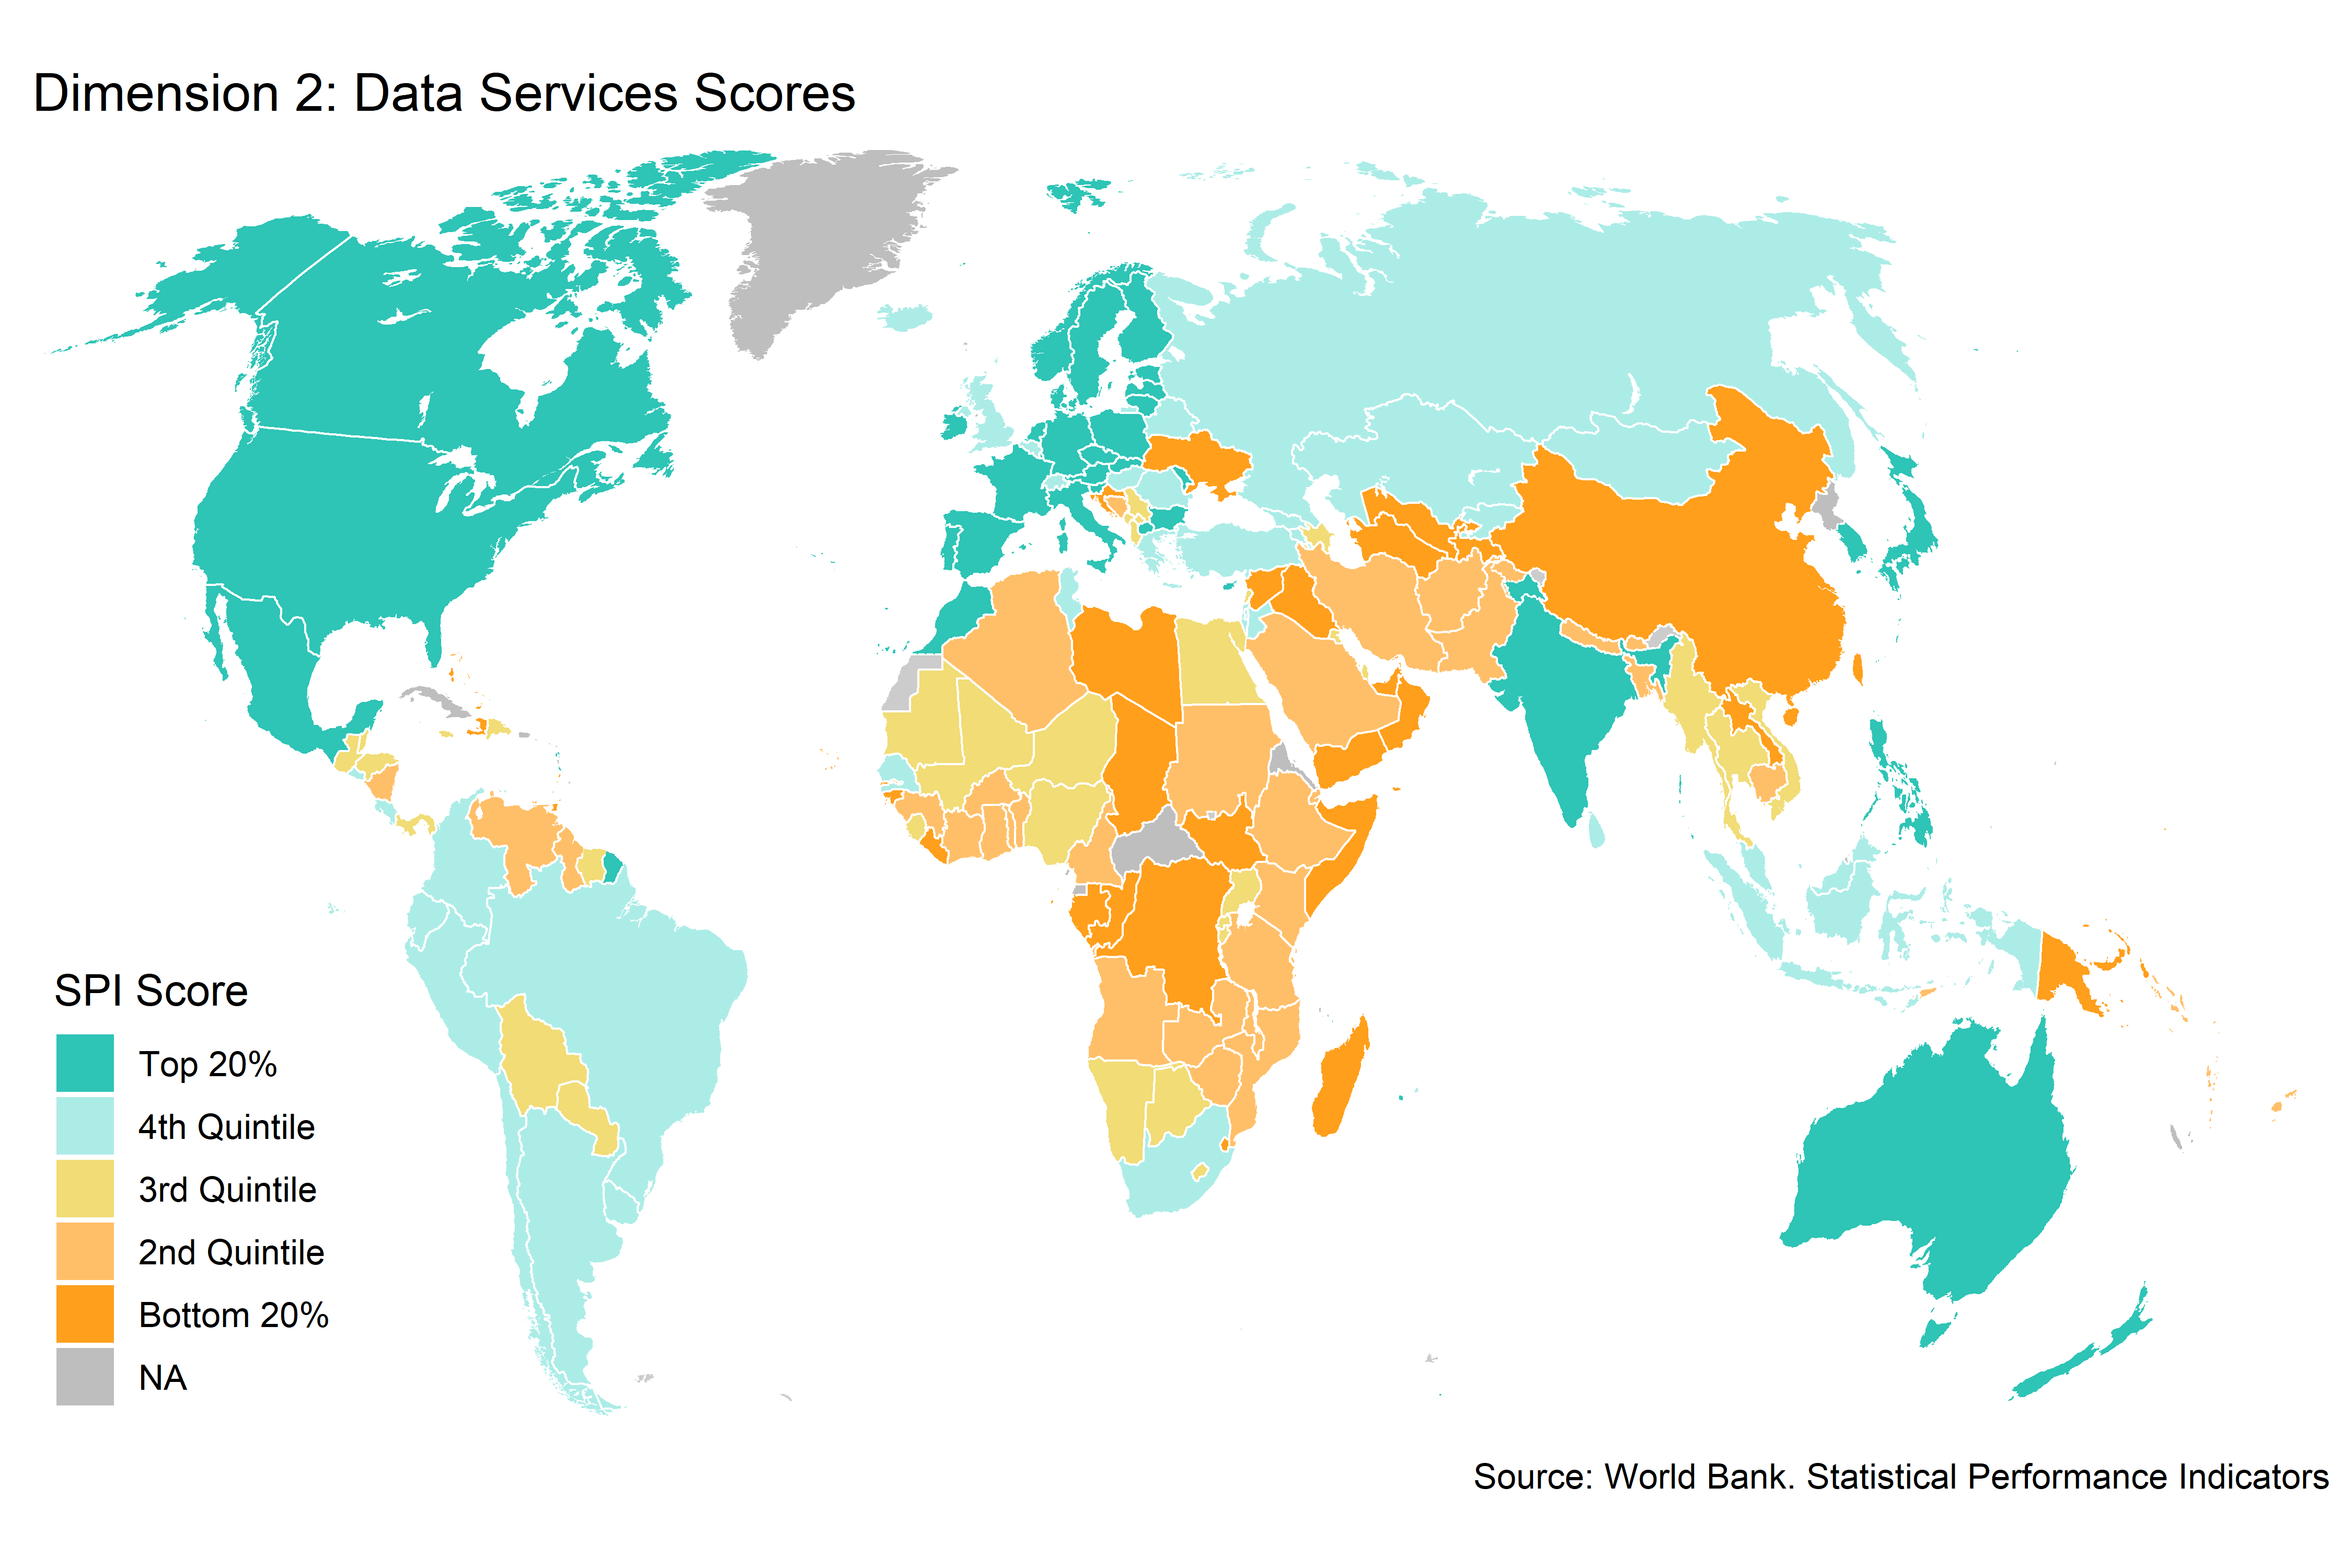 Dimension 2: Data Services Scores
SPI Score
Top 20%
4th Quintile
3rd Quintile
2nd Quintile
Bottom 20%
NA
Source: World Bank. Statistical Performance Indicators